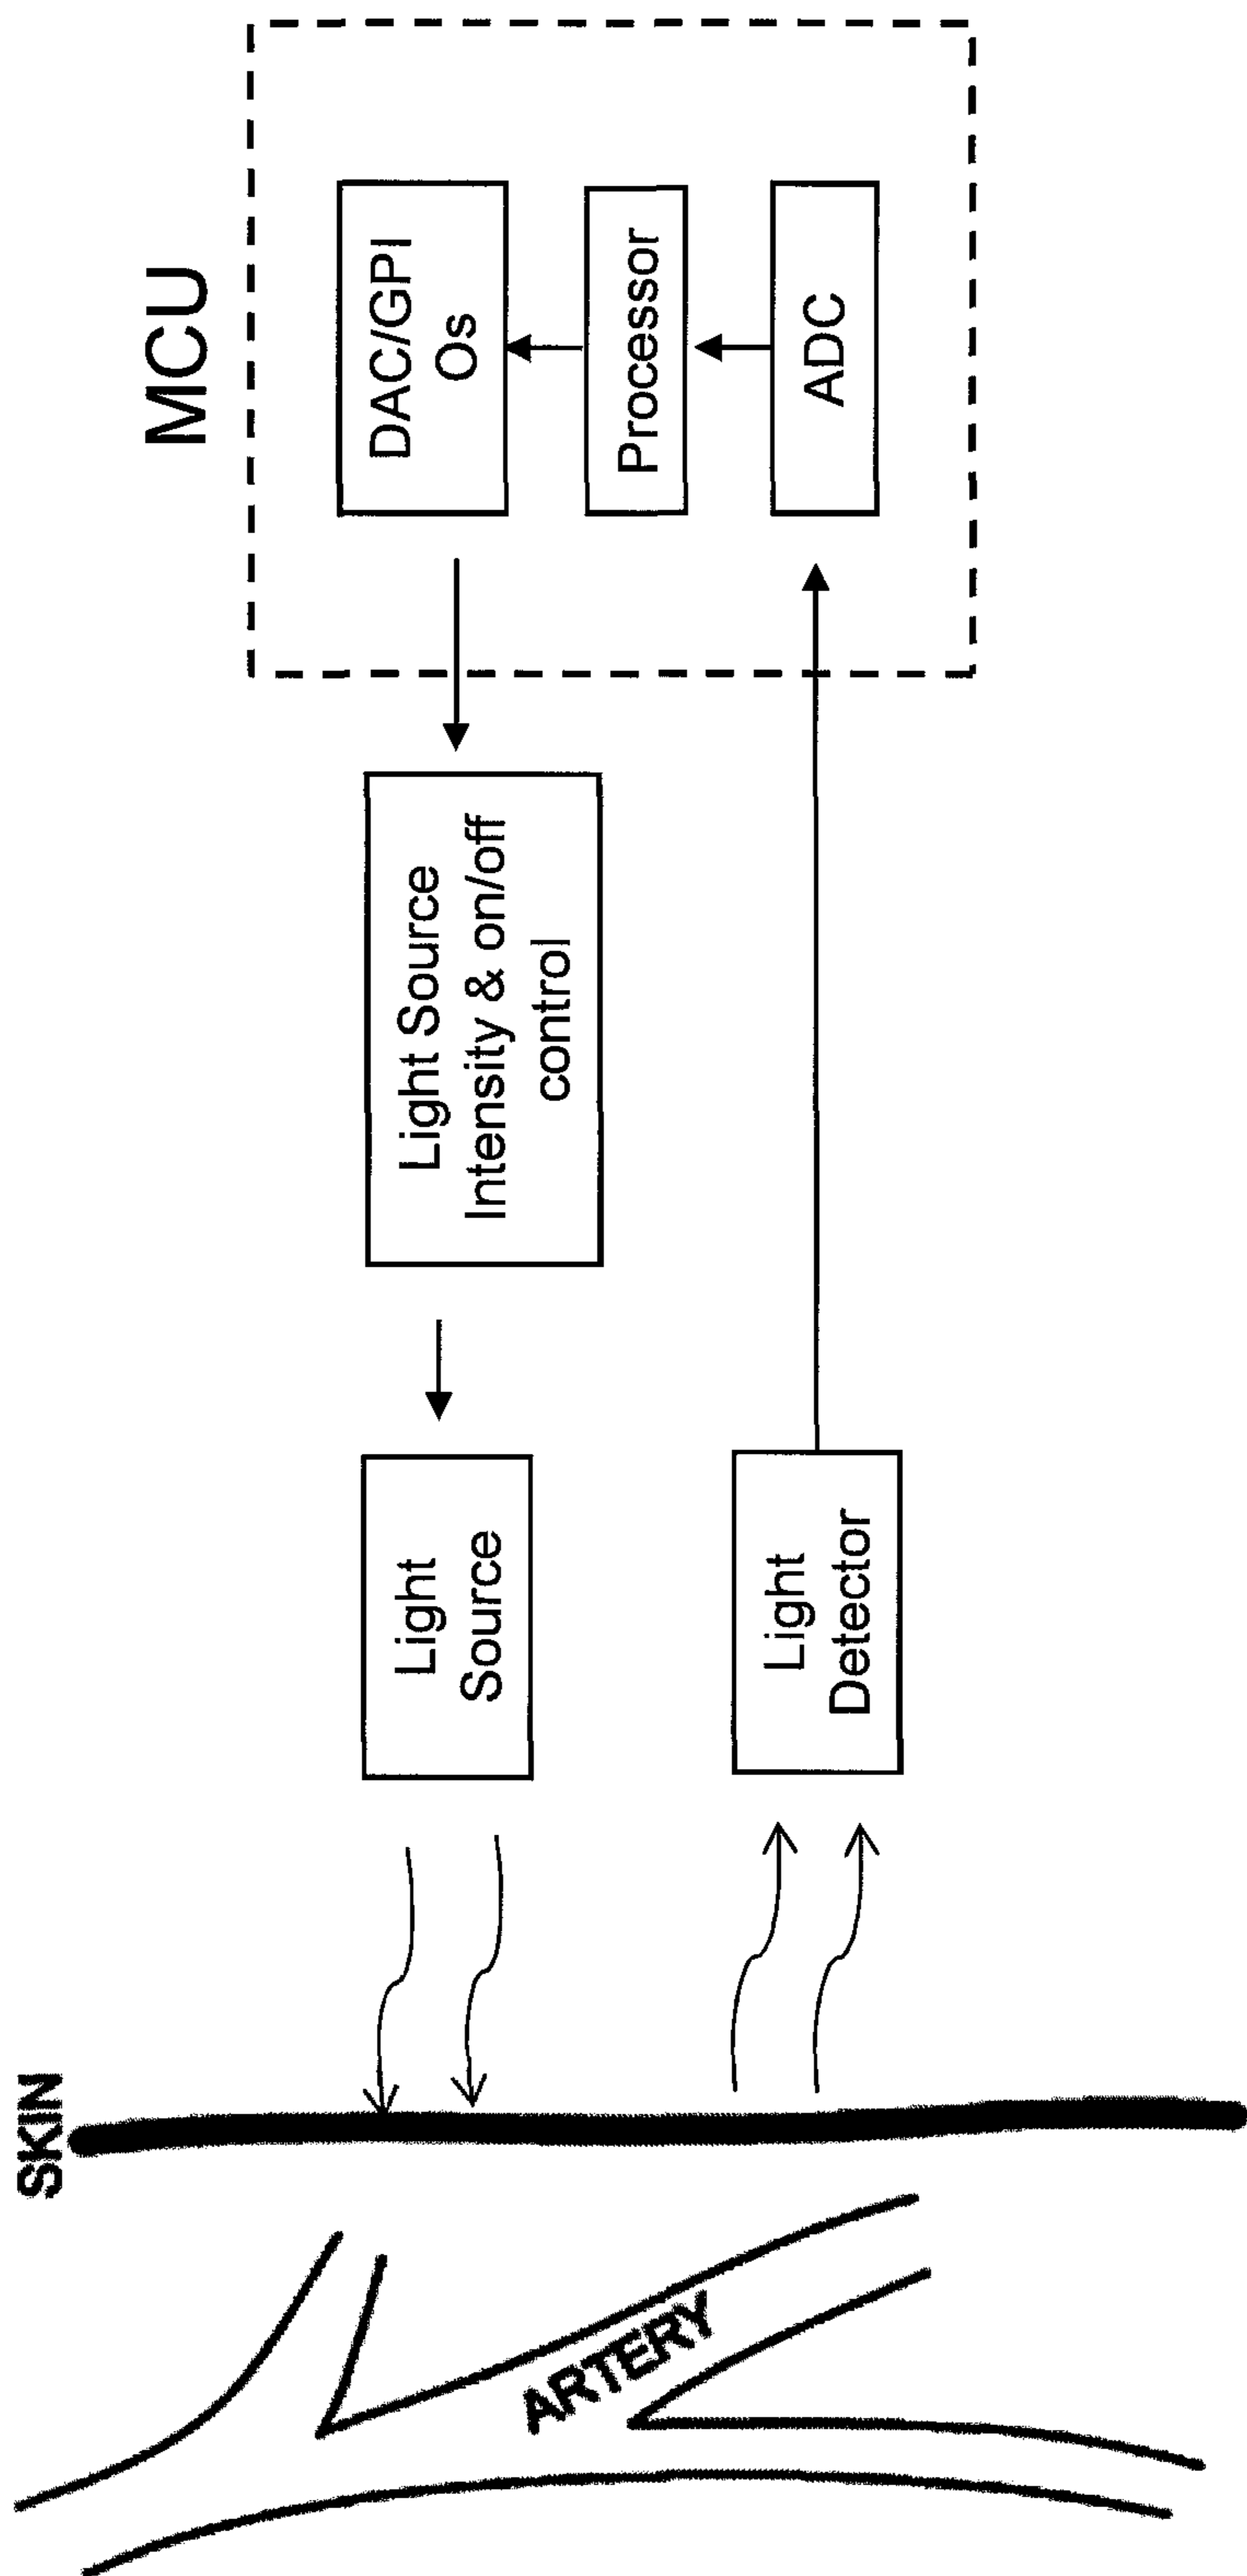 SKIN
ARTERY
Light
Source
Light
Detector
Light Source
Intensity & on/off
control
MCU
DAC/GPI
Os
Processor
ADC